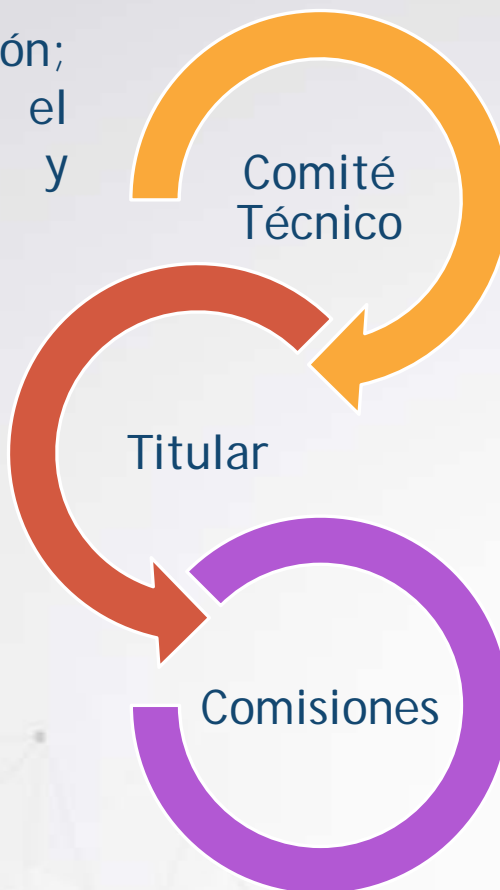 ón;
el
y
Comité
Técnico
Titular
Comisiones